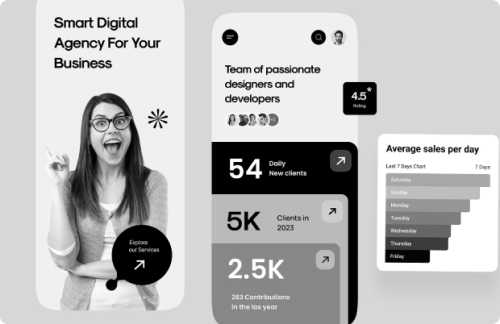 Smart Digital
Agency For Your
Business
Explore
our Services
Team of passionate
designers and
developers
4.5*
Rating
54
Daily
New clients
5K
Clients in
2023
2.5K
263 Contributions
in the las year
Average sales per day
Last 7 Days Chart
7 Days
Saturday
Sunday
Monday
Tuesday
Wednesday
Thursday
Friday